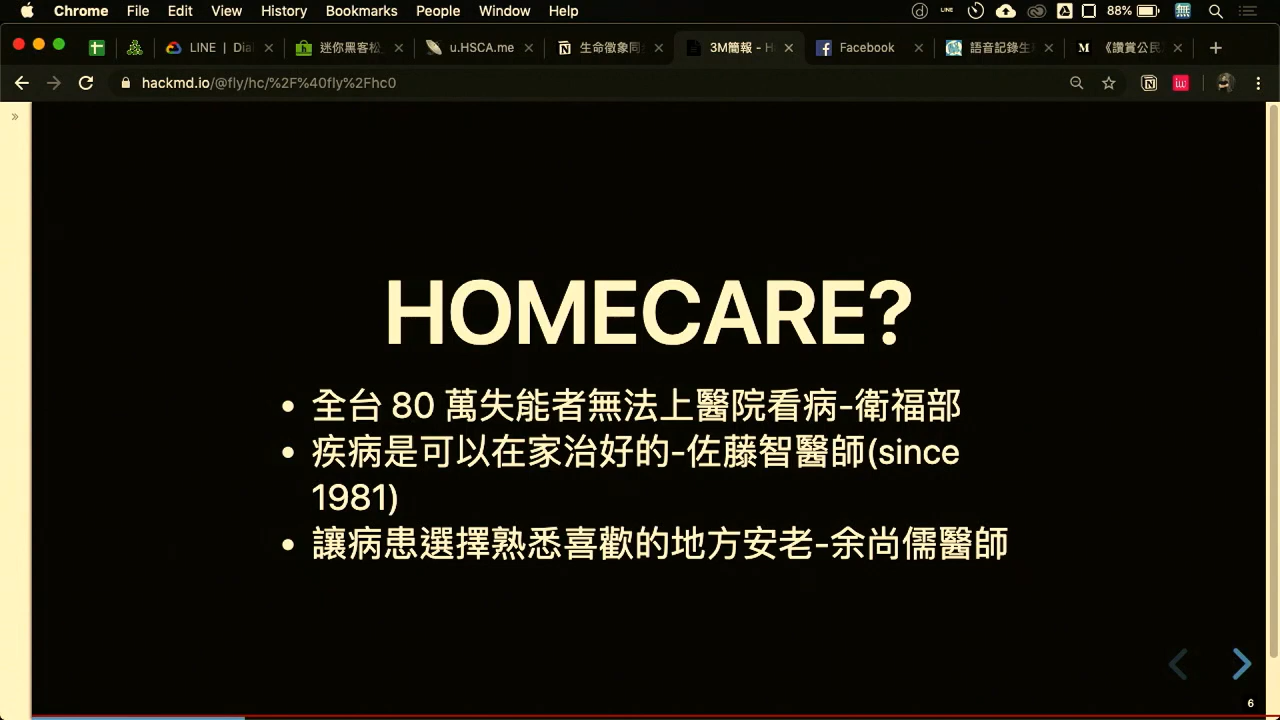 Chrome File Edit View History Bookmarks People Window Help LINE 88% 無
LINE | Dial 迷你黑客松 u.HSCA.me 生命徵象同 3M簡報 - H Facebook 語音記錄生 《讚賞公民
hackmd.io/@fly/hc/%2F%40fly%2Fhc0
HOMECARE?
全台 80 萬失能者無法上醫院看病-衛福部
疾病是可以在家治好的-佐藤智醫師(since
1981)
讓病患選擇熟悉喜歡的地方安老-余尚儒醫師
6